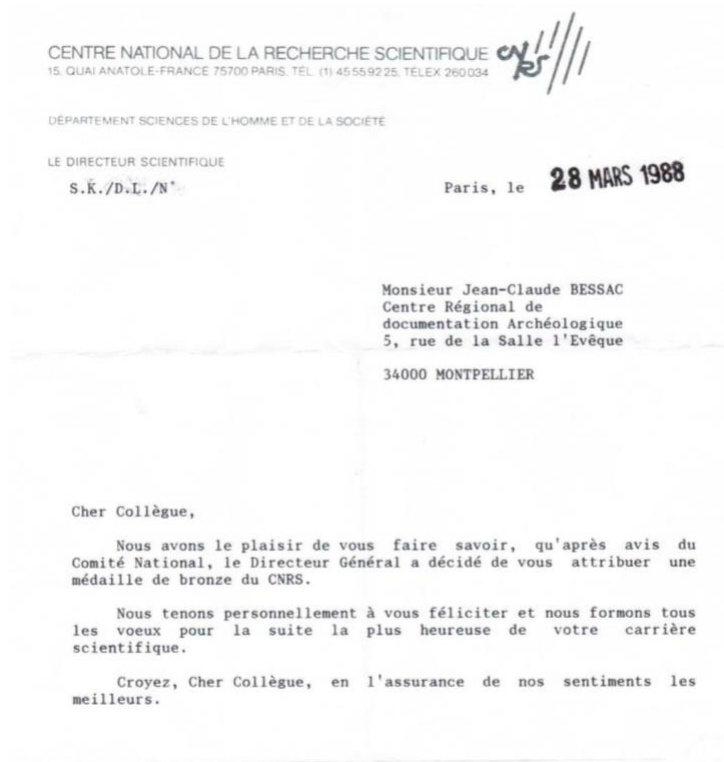 CENTRE NATIONAL DE LA RECHERCHE SCIENTIFIQUE CNRS
15, QUAI ANATOLE-FRANCE 75700 PARIS, TÉL. (1) 45559225, TÉLEX 260034
DÉPARTEMENT SCIENCES DE L'HOMME ET DE LA SOCIÉTÉ
LE DIRECTEUR SCIENTIFIQUE
S.K./D.L./N°
Paris, le 28 MARS 1988
Monsieur Jean-Claude BESSAC
Centre Régional de
documentation Archéologique
5, rue de la Salle l'Evêque
34000 MONTPELLIER
Cher Collègue,
Nous avons le plaisir de vous faire savoir, qu'après avis du
Comité National, le Directeur Général a décidé de vous attribuer une
médaille de bronze du CNRS.
Nous tenons personnellement à vous féliciter et nous formons tous
les voeux pour la suite la plus heureuse de votre carrière
scientifique.
Croyez, Cher Collègue, en l'assurance de nos sentiments les
meilleurs.